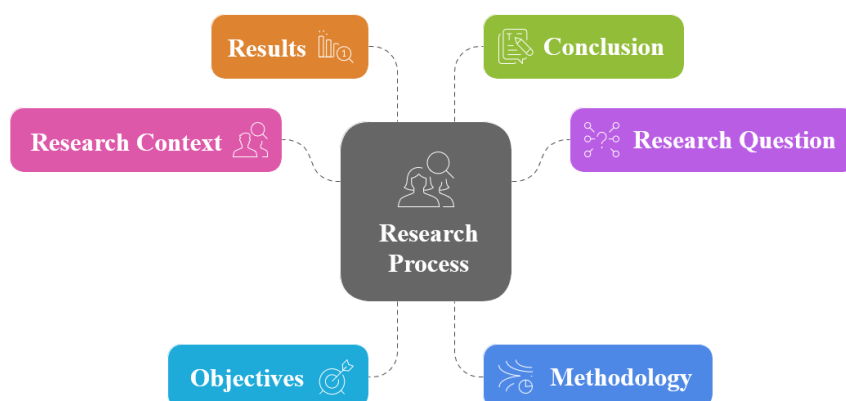 Results
Conclusion
Research Context
Research Question
Research
Process
Objectives
Methodology